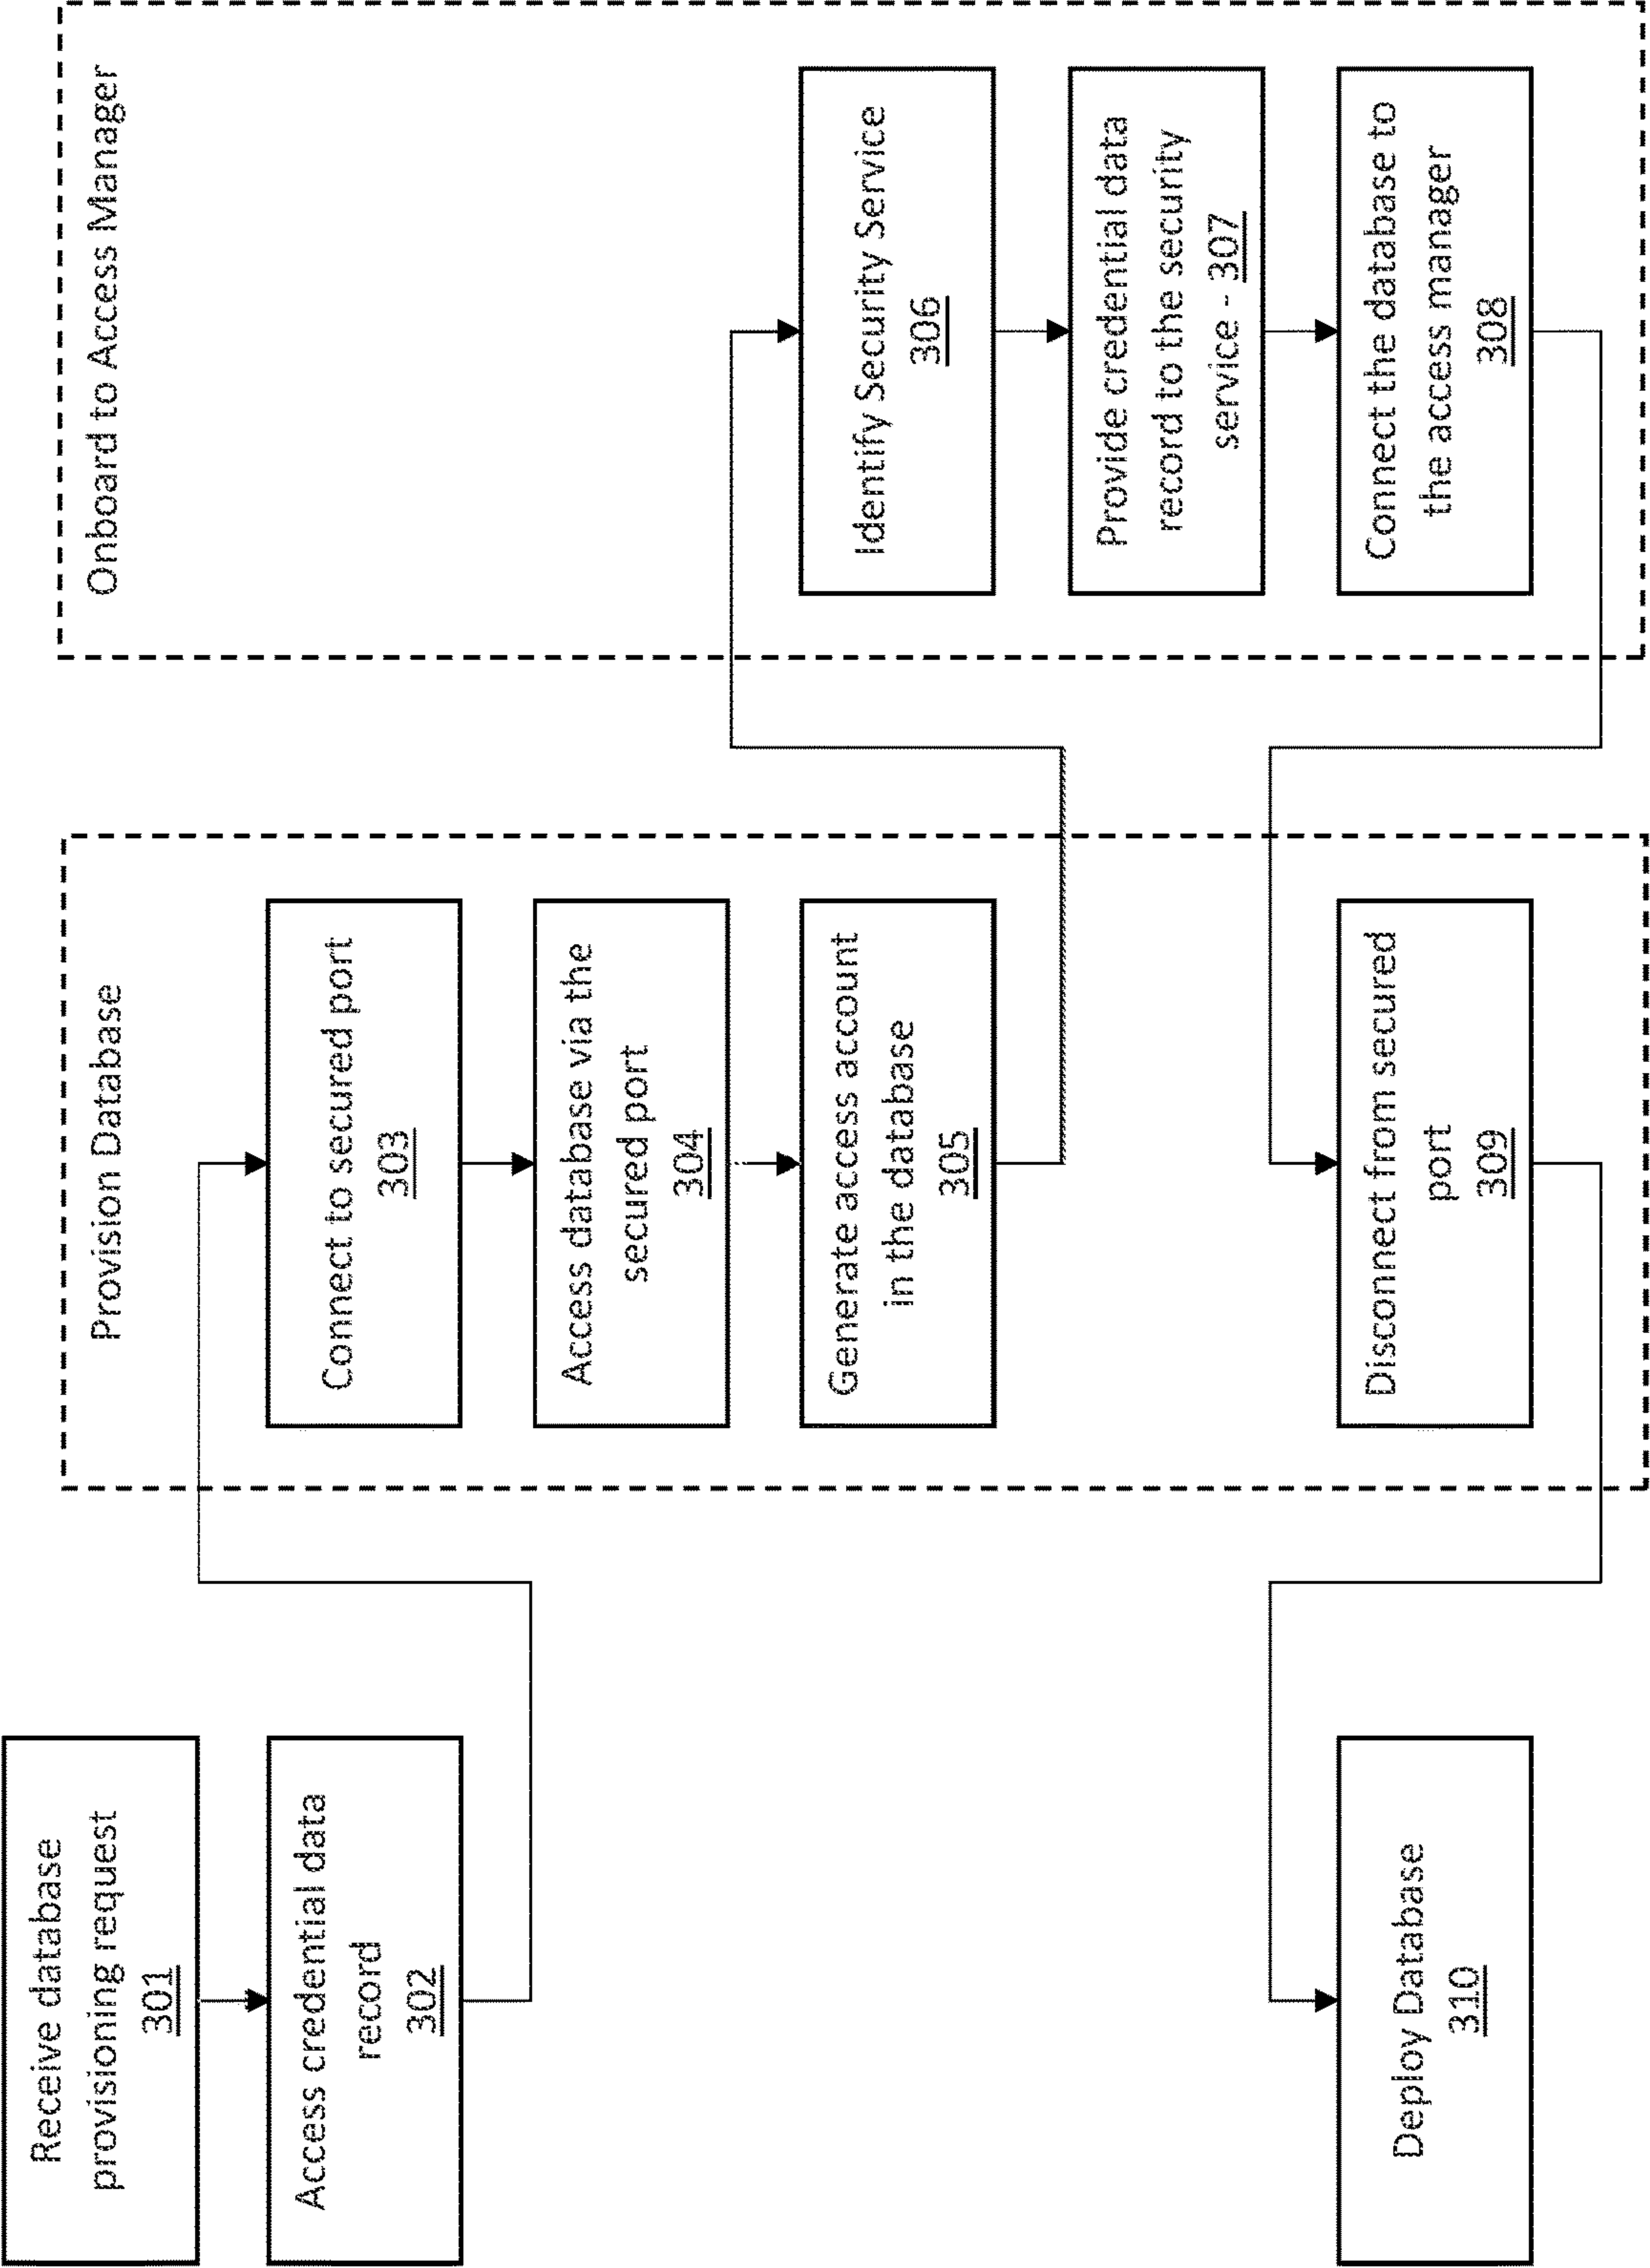 Receive database
provisioning request
301
Access credential data
record
302
Provision Database
Connect to secured port
303
Access database via the
secured port
304
Generate access account
in the database
305
Onboard to Access Manager
Identify Security Service
306
Provide credential data
record to the security
service - 307
Connect the database to
the access manager
308
Disconnect from secured
port
309
Deploy Database
310